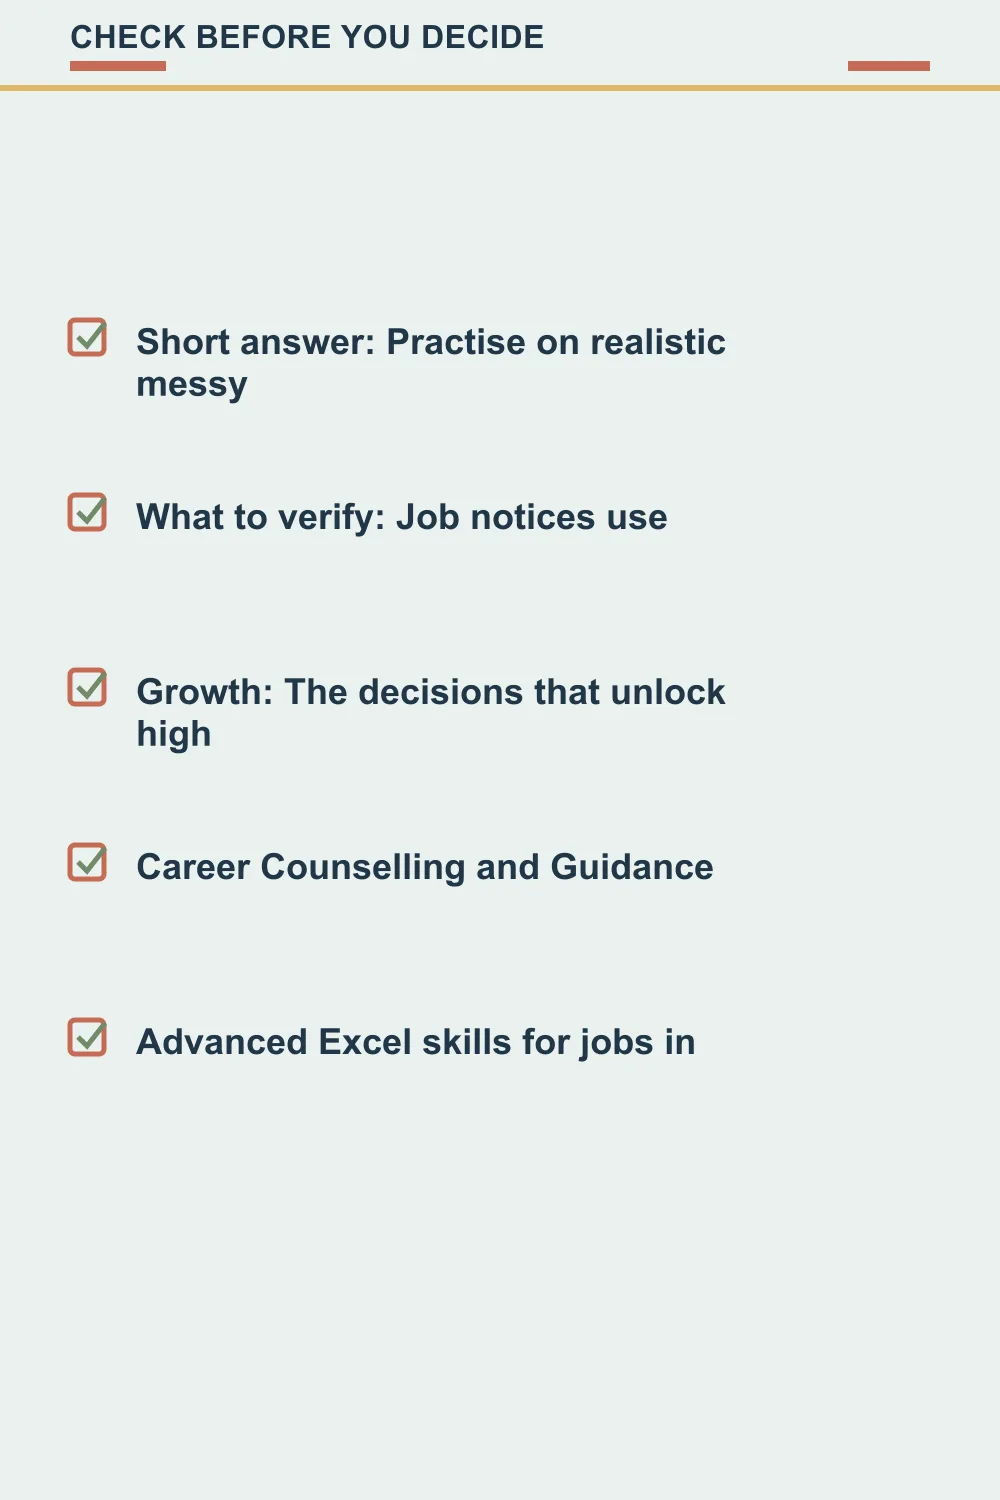 CHECK BEFORE YOU DECIDE
Short answer: Practise on realistic
messy
What to verify: Job notices use
Growth: The decisions that unlock
high
Career Counselling and Guidance
Advanced Excel skills for jobs in